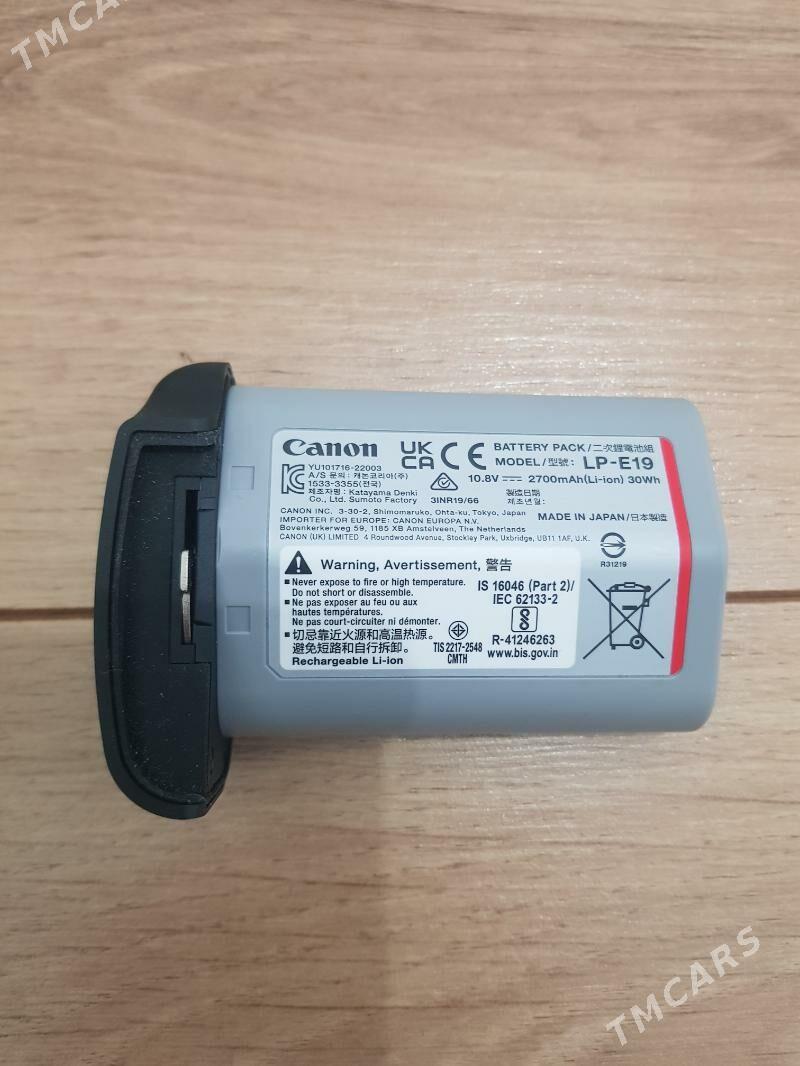 TMCARS
Canon
UK
CA
CE
BATTERY PACK/二次鋰電池組
MODEL/型號: LP-E19
YU101716-22003
A/S 문의 : 캐논코리아(주)
1533-3355(전국)
제조자명 : Katayama Denki
Co., Ltd. Sumoto Factory
10.8V ⎓ 2700mAh(Li-ion) 30Wh
3INR19/66
製造日期
제조년월:
CANON INC. 3-30-2, Shimomaruko, Ohta-ku, Tokyo, Japan
MADE IN JAPAN/日本製造
IMPORTER FOR EUROPE: CANON EUROPA N.V.
Bovenkerkerweg 59, 1185 XB Amstelveen, The Netherlands
CANON (UK) LIMITED 4 Roundwood Avenue, Stockley Park, Uxbridge, UB11 1AF, U.K.
R31219
Warning, Avertissement, 警告
■ Never expose to fire or high temperature.
Do not short or disassemble.
■ Ne pas exposer au feu ou aux
hautes températures.
Ne pas court-circuiter ni démonter.
■ 切忌靠近火源和高温热源。
避免短路和自行拆卸。
Rechargeable Li-ion
IS 16046 (Part 2)/
IEC 62133-2
R-41246263
www.bis.gov.in
TIS 2217-2548
CMTH
TMCARS